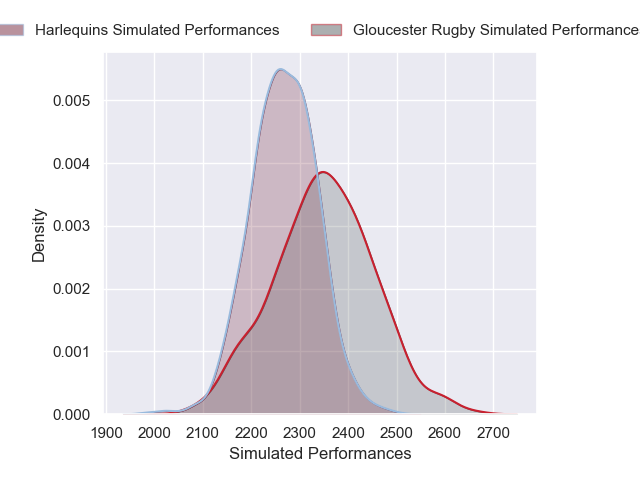 Harlequins Simulated Performances Gloucester Rugby Simulated Performance
0.005
0.004
0.003
0.002
0.001
0.000
Density
1900 2000 2100 2200 2300 2400 2500 2600 2700
Simulated Performances